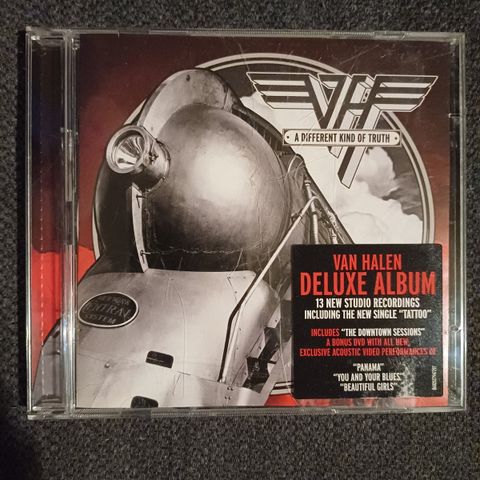 VH
A DIFFERENT KIND OF TRUTH
VAN HALEN
DELUXE ALBUM
13 NEW STUDIO RECORDINGS
INCLUDING THE NEW SINGLE "TATTOO"
INCLUDES "THE DOWNTOWN SESSIONS"
A BONUS DVD WITH ALL NEW,
EXCLUSIVE ACOUSTIC VIDEO PERFORMANCES OF
"PANAMA"
"YOU AND YOUR BLUES"
"BEAUTIFUL GIRLS"